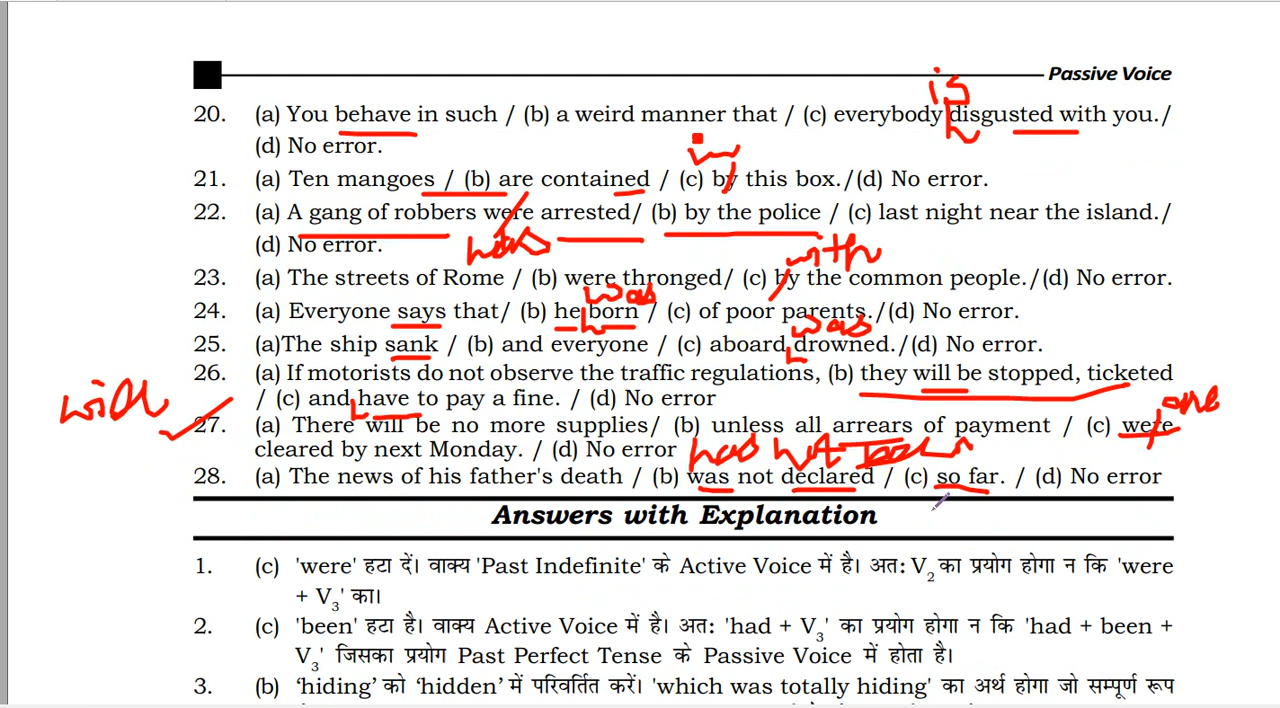 Passive Voice
is
20. (a) You behave in such / (b) a weird manner that / (c) everybody disgusted with you./
(d) No error.
in
21. (a) Ten mangoes / (b) are contained / (c) by this box./(d) No error.
22. (a) A gang of robbers were arrested/ (b) by the police / (c) last night near the island./
(d) No error.
was
with
23. (a) The streets of Rome / (b) were thronged/ (c) by the common people./(d) No error.
was
24. (a) Everyone says that/ (b) he born / (c) of poor parents./(d) No error.
was
25. (a)The ship sank / (b) and everyone / (c) aboard drowned./(d) No error.
26. (a) If motorists do not observe the traffic regulations, (b) they will be stopped, ticketed
/ (c) and have to pay a fine. / (d) No error
will
are
27. (a) There will be no more supplies/ (b) unless all arrears of payment / (c) were
cleared by next Monday. / (d) No error
has not been
28. (a) The news of his father's death / (b) was not declared / (c) so far. / (d) No error
Answers with Explanation
1. (c) 'were' हटा दें। वाक्य 'Past Indefinite' के Active Voice में है। अत: V2 का प्रयोग होगा न कि 'were
+ V3' का।
2. (c) 'been' हटा है। वाक्य Active Voice में है। अत: 'had + V3' का प्रयोग होगा न कि 'had + been +
V3' जिसका प्रयोग Past Perfect Tense के Passive Voice में होता है।
3. (b) ‘hiding’ को ‘hidden’ में परिवर्तित करें। 'which was totally hiding' का अर्थ होगा जो सम्पूर्ण रूप